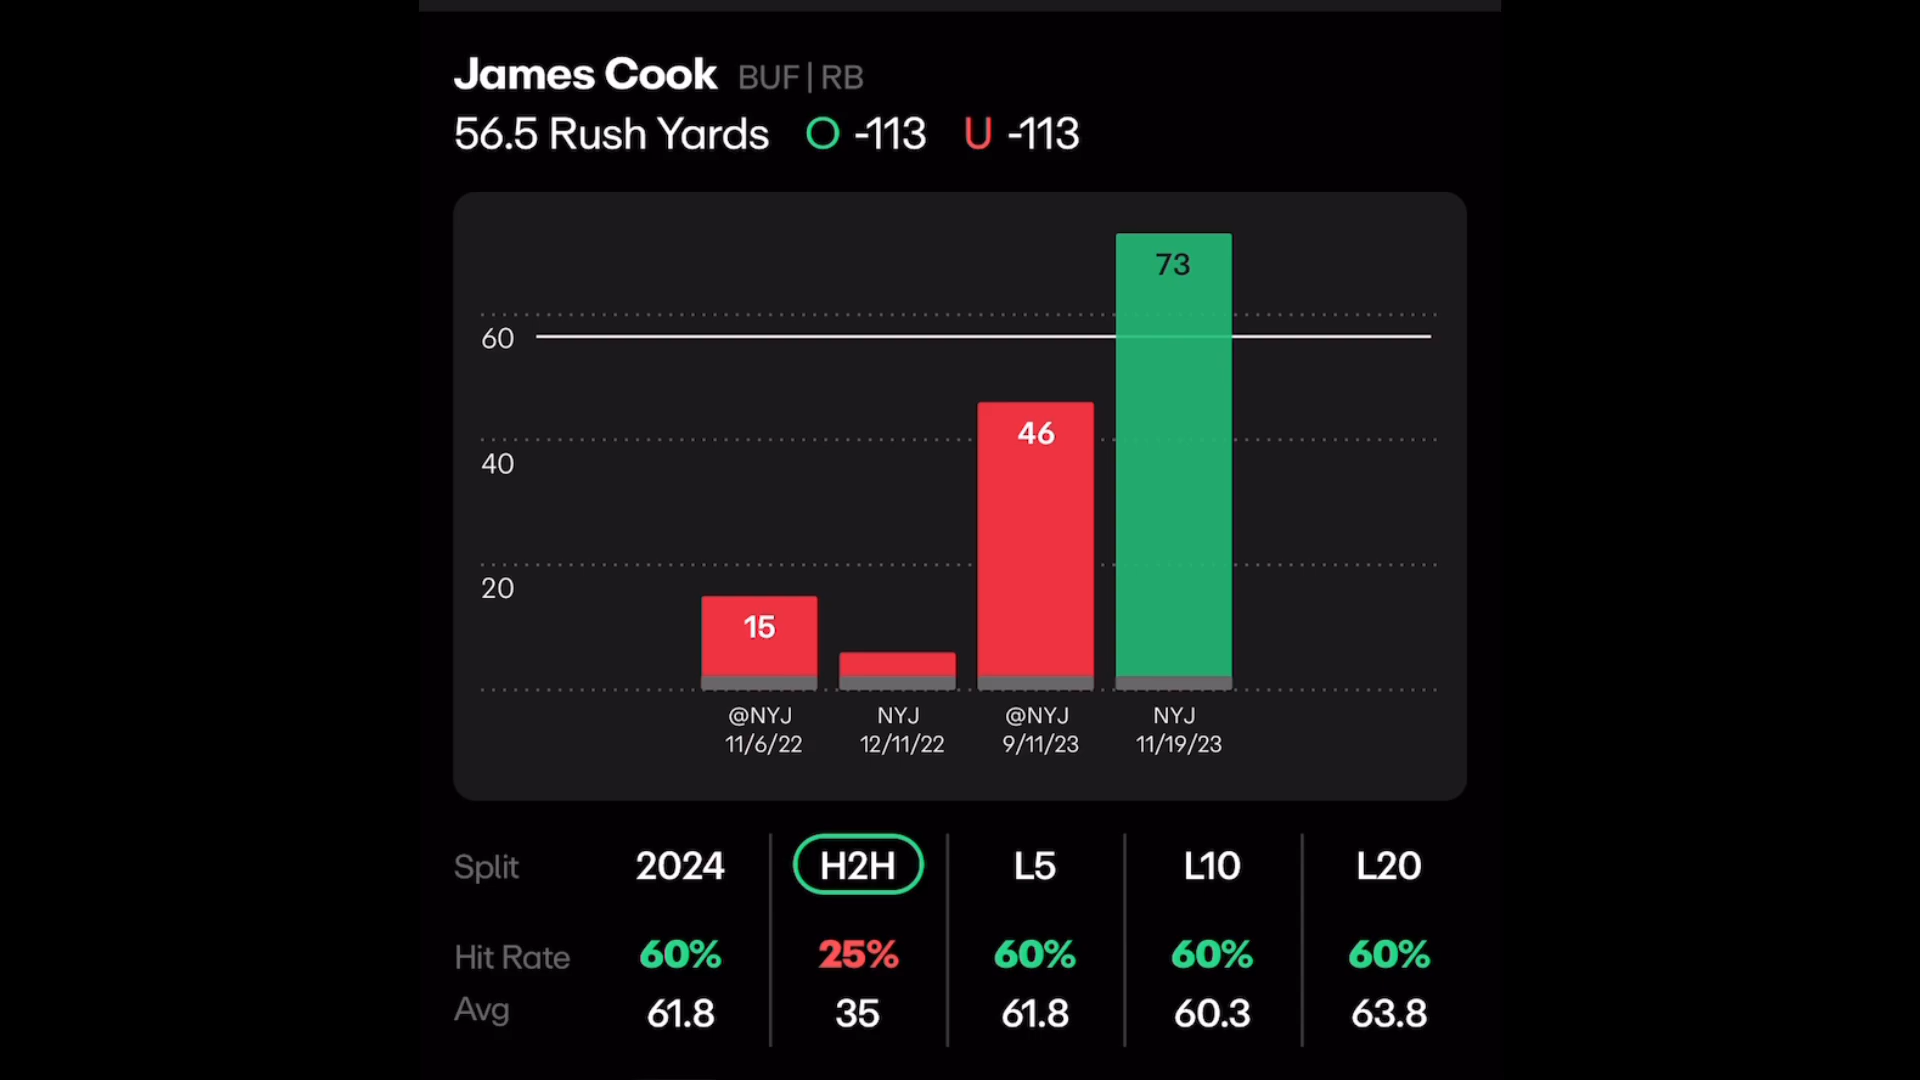 James Cook BUF | RB
56.5 Rush Yards O -113 U -113
73
60
46
40
20
15
@NYJ NYJ @NYJ NYJ
11/6/22 12/11/22 9/11/23 11/19/23
Split 2024 H2H L5 L10 L20
Hit Rate 60% 25% 60% 60% 60%
Avg 61.8 35 61.8 60.3 63.8